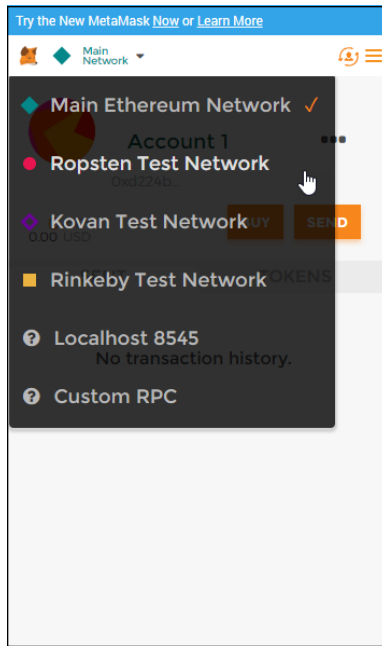 Try the New MetaMask Now or Learn More
Main
Network
Main Ethereum Network
Account 1
Ropsten Test Network
0xd224b...
Kovan Test Network
BUY
SEND
0.00 USD
Rinkeby Test Network
TOKENS
Localhost 8545
No transaction history.
Custom RPC